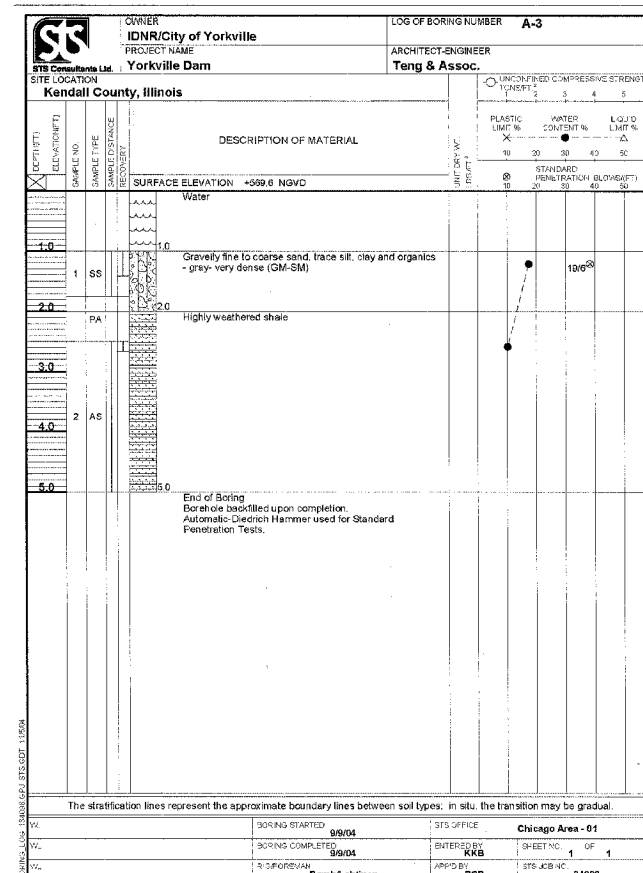 STS
STS Consultants Ltd.
OWNER
IDNR/City of Yorkville
LOG OF BORING NUMBER A-3
PROJECT NAME
Yorkville Dam
ARCHITECT-ENGINEER
Teng & Assoc.
SITE LOCATION
Kendall County, Illinois
UNCONFINED COMPRESSIVE STRENGT
TONS/FT.²
1 2 3 4 5
DEPTH(FT)
ELEVATION(FT)
SAMPLE NO.
SAMPLE TYPE
SAMPLE DISTANCE
RECOVERY
DESCRIPTION OF MATERIAL
UNIT DRY WT.
LBS./FT.³
PLASTIC WATER LIQUID
LIMIT % CONTENT % LIMIT %
10 20 30 40 50
STANDARD
PENETRATION BLOWS/(FT)
10 20 30 40 50
SURFACE ELEVATION +569.6 NGVD
Water
1.0 1.0
Gravelly fine to coarse sand, trace silt, clay and organics
- gray- very dense (GM-SM)
1 SS 19/6"
2.0 2.0
PA Highly weathered shale
3.0
2 AS
4.0
5.0 5.0
End of Boring
Borehole backfilled upon completion.
Automatic-Diedrich Hammer used for Standard
Penetration Tests.
The stratification lines represent the approximate boundary lines between soil types: in situ, the transition may be gradual.
WL BORING STARTED 9/9/04 STS OFFICE Chicago Area - 01
WL BORING COMPLETED 9/9/04 ENTERED BY KKB SHEET NO. 1 OF 1
WL RIG/FOREMAN APP'D BY STS JOB NO.